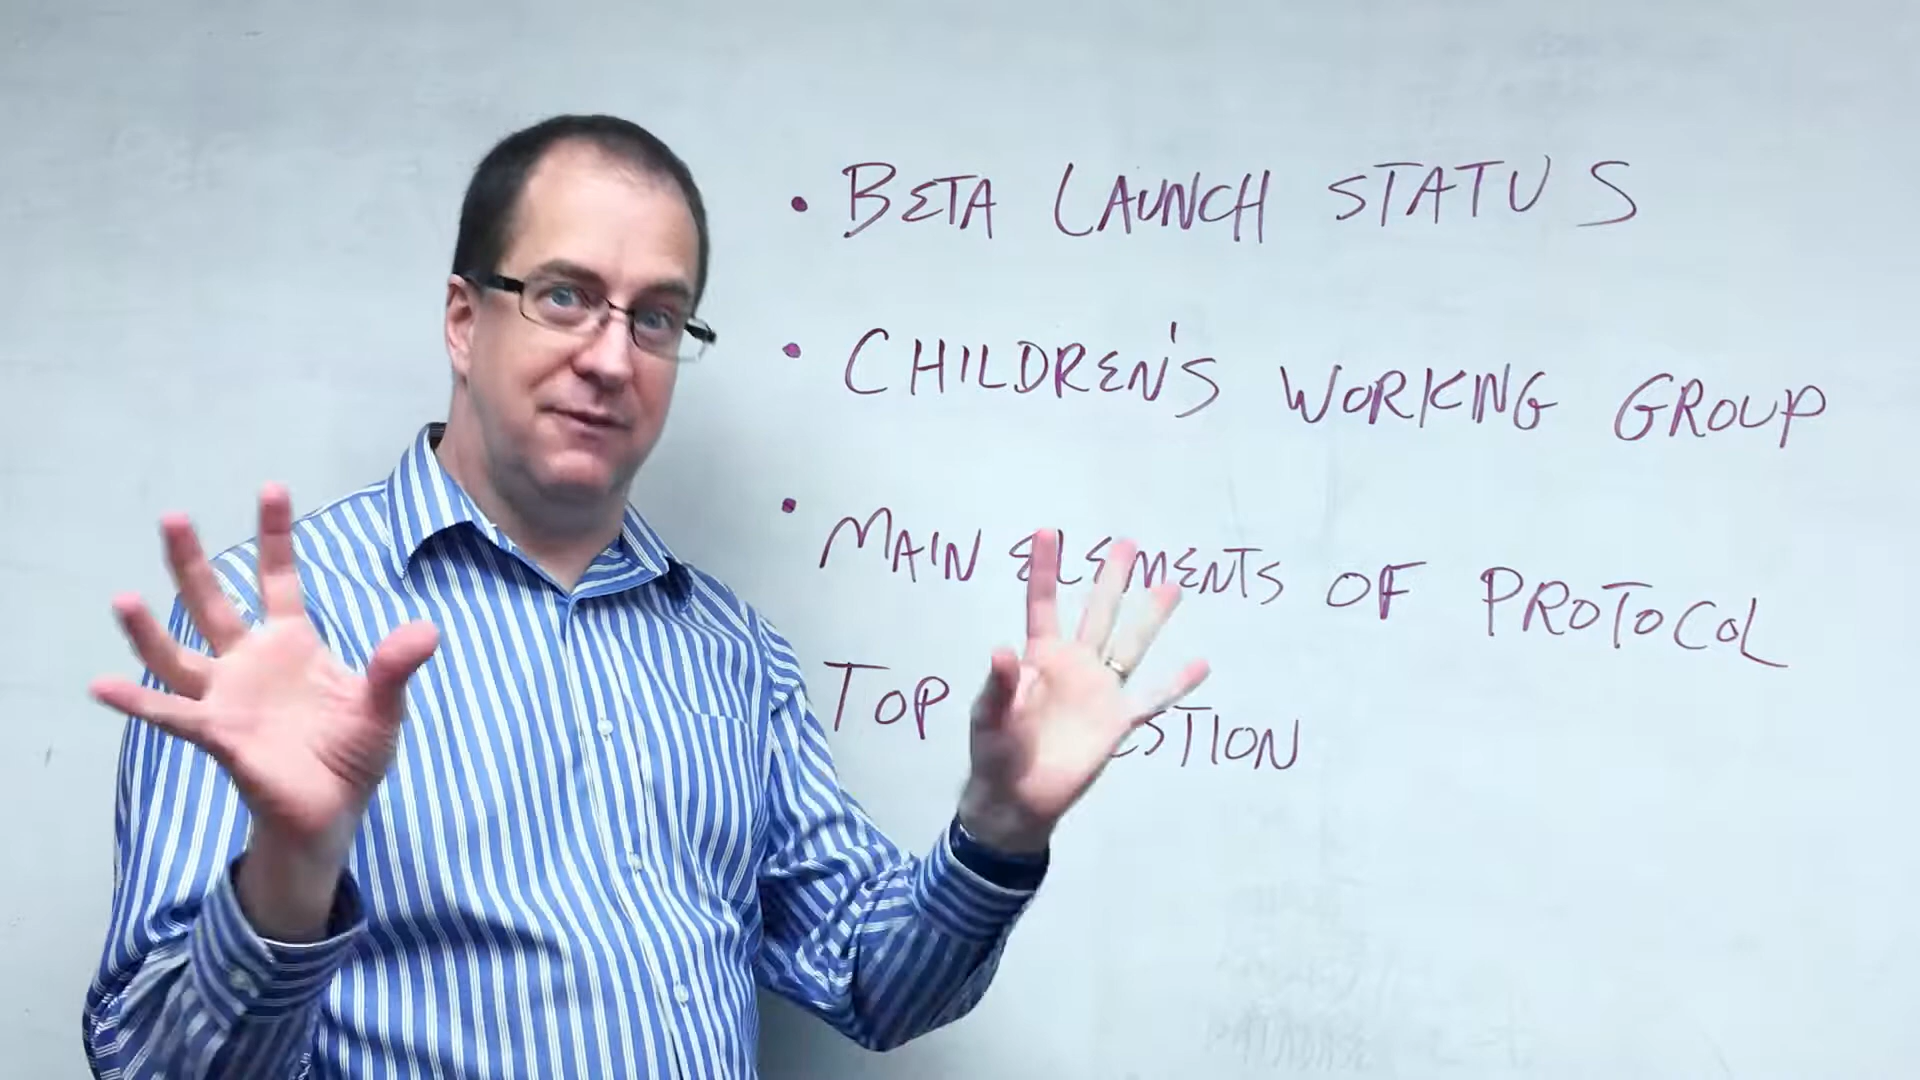 • BETA LAUNCH STATUS
• CHILDREN'S WORKING GROUP
• MAIN ELEMENTS OF PROTOCOL
TOP